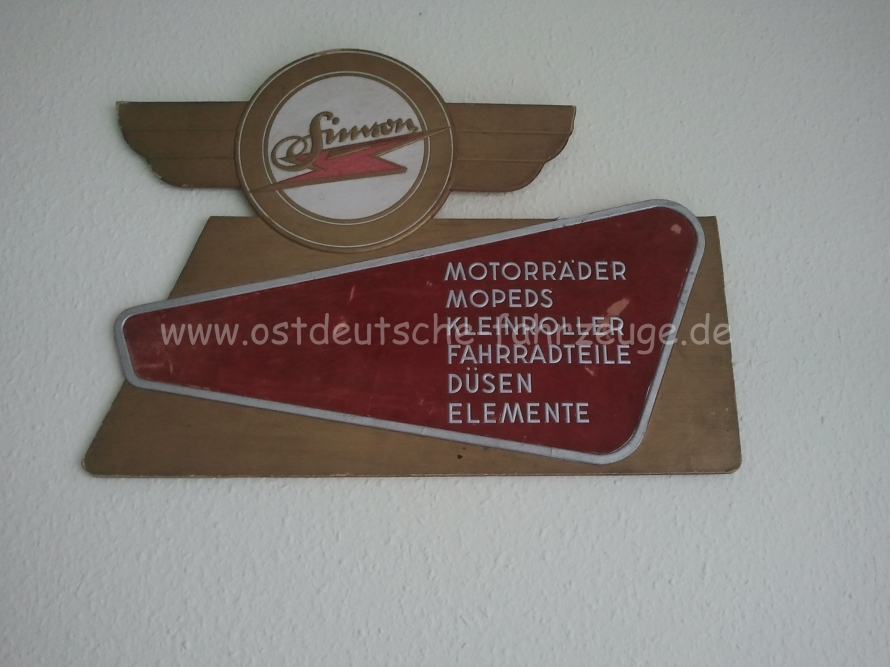 Simson
MOTORRÄDER
MOPEDS
KLEINROLLER
www.ostdeutsche-fahrzeuge.de
FAHRRADTEILE
DÜSEN
ELEMENTE